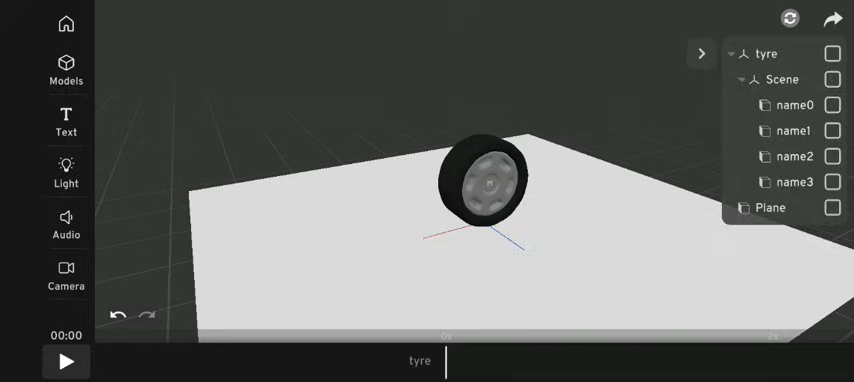 Models
Text
Light
Audio
Camera
00:00
tyre
Scene
name0
name1
name2
name3
Plane
M
0s
2s
tyre